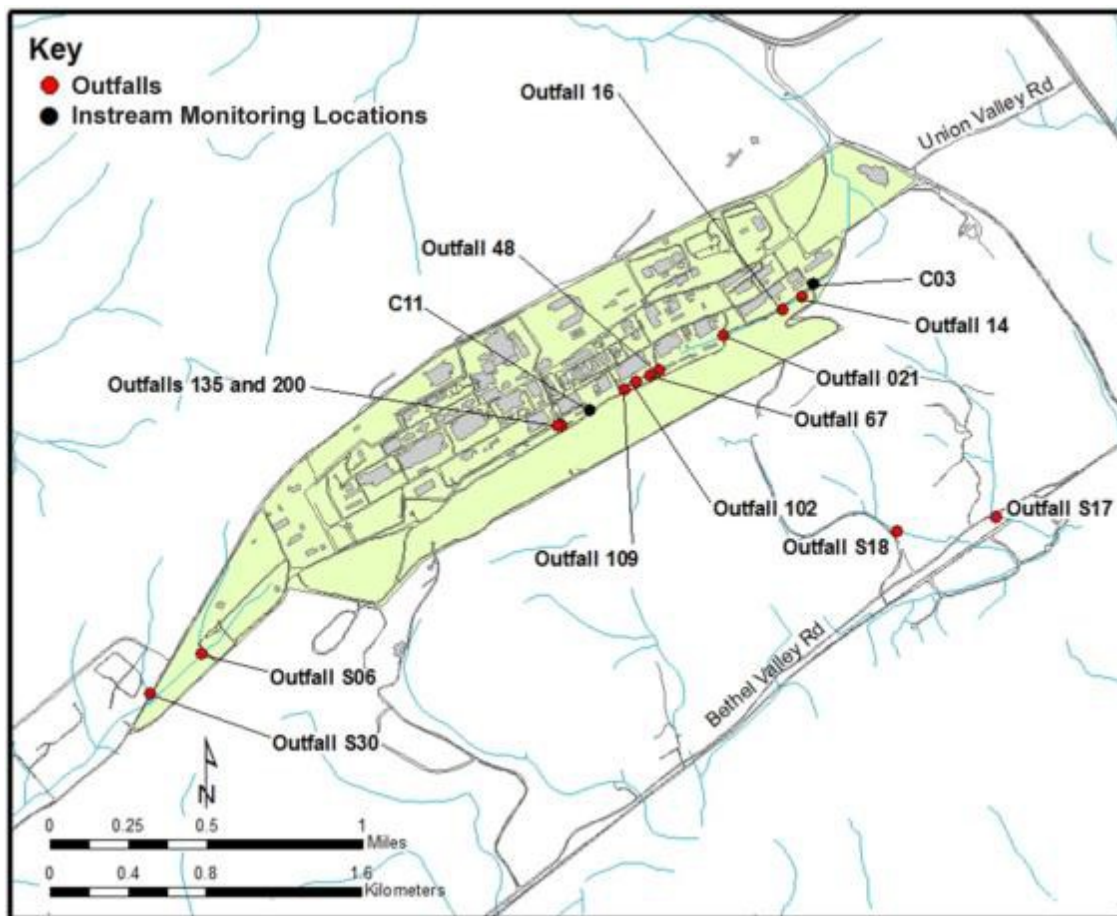 Key
Outfalls
Instream Monitoring Locations
Outfall 16
Union Valley Rd
Outfall 48
C11
C03
Outfall 14
Outfalls 135 and 200
Outfall 021
Outfall 67
Outfall 102
Outfall S17
Outfall S18
Outfall 109
Bethel Valley Rd
Outfall S06
Outfall S30
N
0 0.25 0.5 1
Miles
0 0.4 0.8 1.6
Kilometers